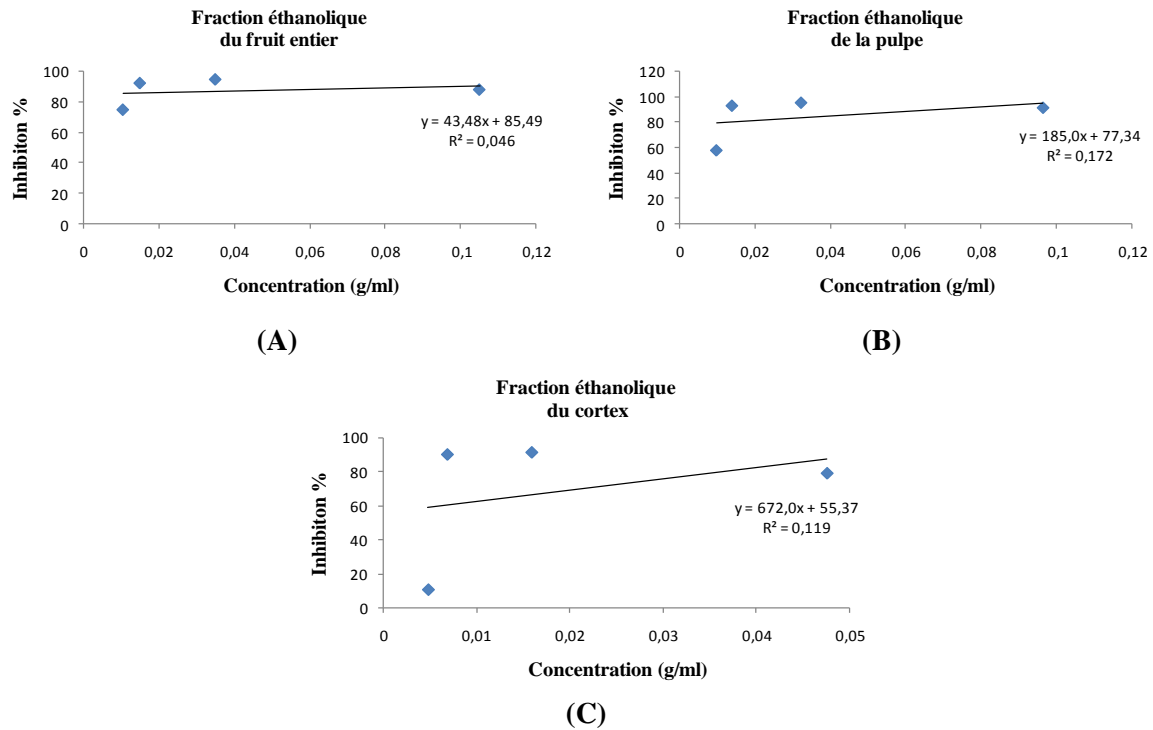 Fraction éthanolique
du fruit entier
Inhibiton %
100
80
60
40
20
0
y = 43,48x + 85,49
R² = 0,046
0 0,02 0,04 0,06 0,08 0,1 0,12
Concentration (g/ml)
(A)
Fraction éthanolique
de la pulpe
Inhibiton %
120
100
80
60
40
20
0
y = 185,0x + 77,34
R² = 0,172
0 0,02 0,04 0,06 0,08 0,1 0,12
Concentration (g/ml)
(B)
Fraction éthanolique
du cortex
Inhibiton %
100
80
60
40
20
0
y = 672,0x + 55,37
R² = 0,119
0 0,01 0,02 0,03 0,04 0,05
Concentration (g/ml)
(C)